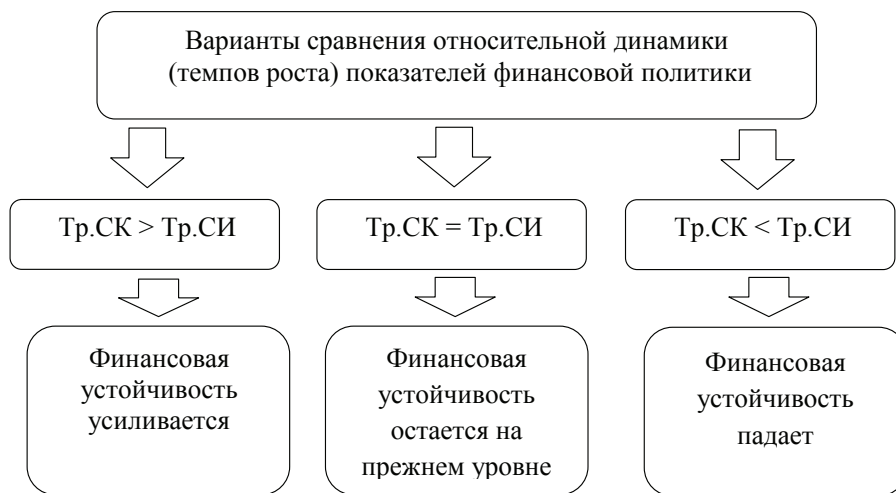 Варианты сравнения относительной динамики
(темпов роста) показателей финансовой политики
Тр.СК > Тр.СИ
Тр.СК = Тр.СИ
Тр.СК < Тр.СИ
Финансовая
устойчивость
усиливается
Финансовая
устойчивость
остается на
прежнем уровне
Финансовая
устойчивость
падает